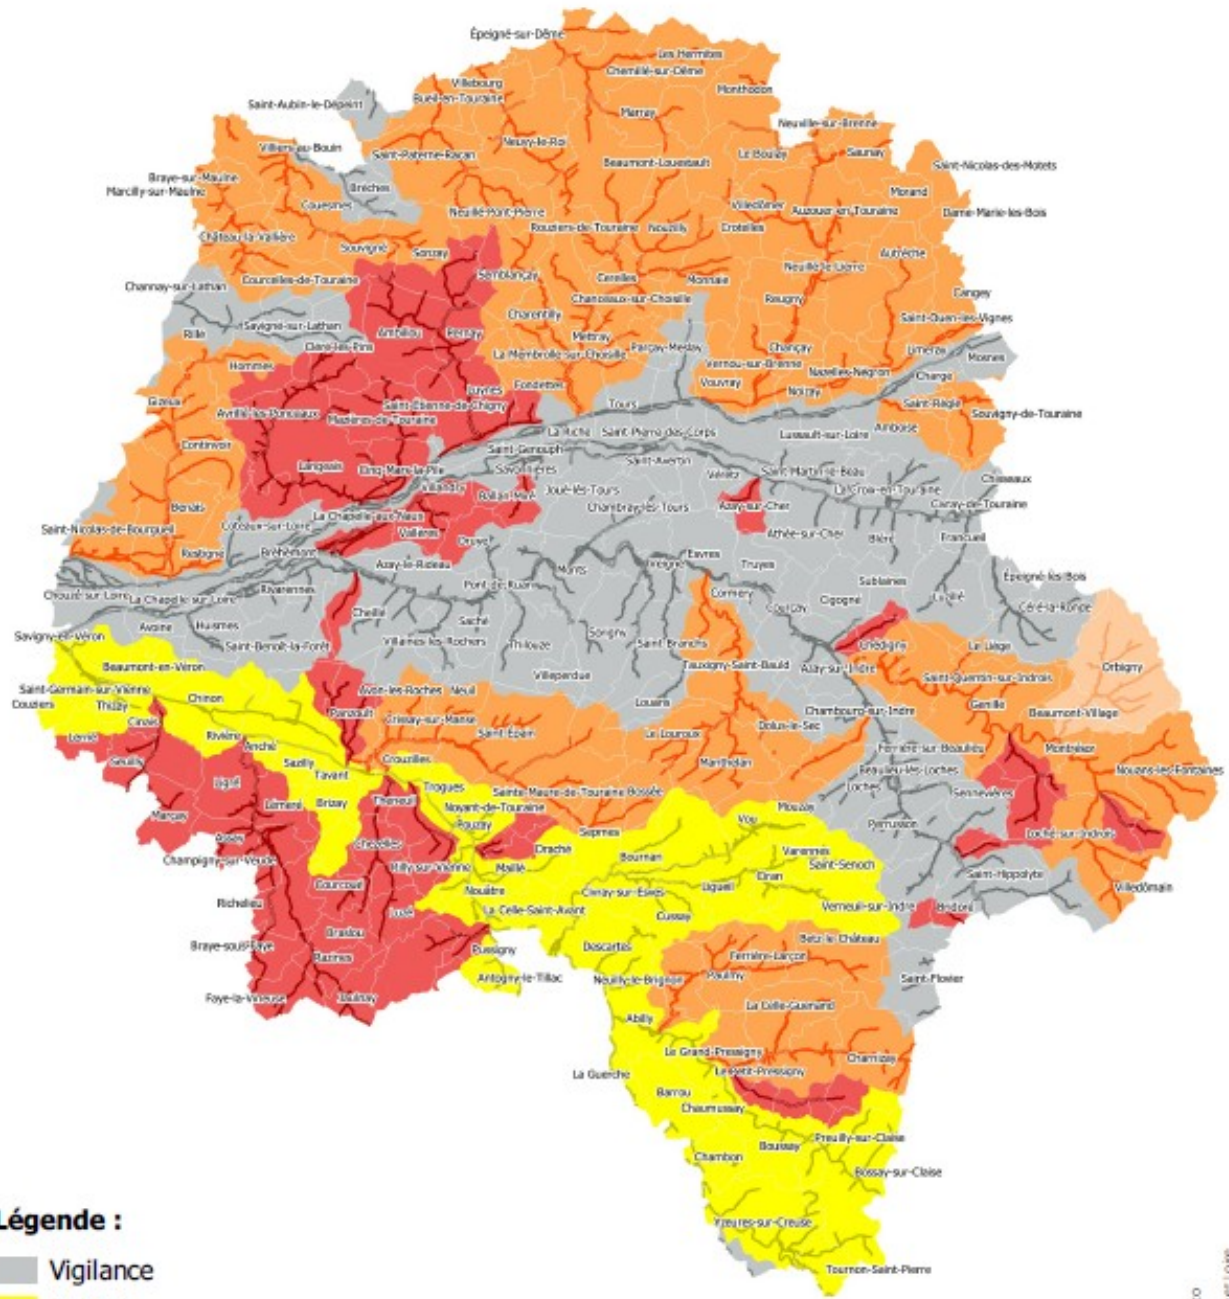 Épeigné-sur-Dême
Les Hermites
Chemillé-sur-Dême
Villebourg
Bueil-en-Touraine
Monthodon
Saint-Aubin-le-Dépeint
Marray
Neuville-sur-Brenne
Villiers-au-Bouin
Neuvy-le-Roi
Saint-Paterne-Racan
Le Boulay
Saunay
Beaumont-Louestault
Saint-Nicolas-des-Motets
Braye-sur-Maulne
Marcilly-sur-Maulne
Brèches
Morand
Couesmes
Villedômer
Auzouer-en-Touraine
Dame-Marie-les-Bois
Neuillé-Pont-Pierre
Rouziers-de-Touraine
Nouzilly
Crotelles
Château-la-Vallière
Souvigné
Sonzay
Autrèche
Semblançay
Neuillé-le-Lierre
Courcelles-de-Touraine
Cerelles
Monnaie
Channay-sur-Lathan
Chanceaux-sur-Choisille
Reugny
Cangey
Charentilly
Saint-Ouen-les-Vignes
Rillé
Savigné-sur-Lathan
Ambillou
Pernay
Mettray
Cléré-les-Pins
Parçay-Meslay
Chançay
Limeray
La Membrolle-sur-Choisille
Mosnes
Hommes
Vernou-sur-Brenne
Nazelles-Négron
Chargé
Luynes
Fondettes
Vouvray
Noizay
Gizeux
Saint-Étienne-de-Chigny
Tours
Saint-Règle
Avrillé-les-Ponceaux
Mazières-de-Touraine
Souvigny-de-Touraine
La Riche
Saint-Pierre-des-Corps
Lussault-sur-Loire
Amboise
Continvoir
Saint-Genouph
Langeais
Cinq-Mars-la-Pile
Savonnières
Saint-Avertin
Véretz
Saint-Martin-le-Beau
Chisseaux
Villandry
Ballan-Miré
Joué-lès-Tours
La Croix-en-Touraine
Benais
Chambray-lès-Tours
Azay-sur-Cher
Civray-de-Touraine
La Chapelle-aux-Naux
Saint-Nicolas-de-Bourgueil
Coteaux-sur-Loire
Vallères
Druye
Athée-sur-Cher
Bléré
Francueil
Restigné
Bréhémont
Azay-le-Rideau
Monts
Veigné
Esvres
Truyes
Sublaines
Épeigné-les-Bois
Chouzé-sur-Loire
La Chapelle-sur-Loire
Rivarennes
Pont-de-Ruan
Cormery
Courçay
Cigogné
Luzillé
Céré-la-Ronde
Avoine
Huismes
Cheillé
Saché
Savigny-en-Véron
Saint-Benoît-la-Forêt
Villaines-les-Rochers
Thilouze
Sorigny
Saint-Branchs
Chédigny
Le Liège
Beaumont-en-Véron
Tauxigny-Saint-Bauld
Azay-sur-Indre
Orbigny
Villeperdue
Saint-Quentin-sur-Indrois
Saint-Germain-sur-Vienne
Chinon
Avon-les-Roches
Neuil
Couziers
Thizay
Louans
Chambourg-sur-Indre
Genillé
Beaumont-Village
Cinais
Panzoult
Crissay-sur-Manse
Dolus-le-Sec
Lerné
Rivière
Anché
Saint-Épain
Le Louroux
Ferrière-sur-Beaulieu
Montrésor
Seuilly
Sazilly
Crouzilles
Manthelan
Beaulieu-lès-Loches
Nouans-les-Fontaines
Ligré
Tavant
Trogues
Loches
Sennevières
Lémeré
Brizay
Theneuil
Sainte-Maure-de-Touraine
Bossée
Noyant-de-Touraine
Mouzay
Marçay
Pouzay
Vou
Perrusson
Assay
Sepmes
Loché-sur-Indrois
Chezelles
Draché
Champigny-sur-Veude
Maillé
Bournan
Varennes
Parçay-sur-Vienne
Saint-Senoch
Saint-Hippolyte
Courcoué
Nouâtre
Civray-sur-Esves
Ligueil
Ciran
Villedômain
Richelieu
Luzé
La Celle-Saint-Avant
Cussay
Verneuil-sur-Indre
Bridoré
Braslou
Braye-sous-Faye
Razines
Pussigny
Descartes
Betz-le-Château
Ferrière-Larçon
Antogny-le-Tillac
Neuilly-le-Brignon
Paulmy
Saint-Flovier
Faye-la-Vineuse
Jaulnay
La Celle-Guenand
Abilly
Le Grand-Pressigny
Charnizay
La Guerche
Le Petit-Pressigny
Barrou
Chaumussay
Boussay
Preuilly-sur-Claise
Chambon
Bossay-sur-Claise
Yzeures-sur-Creuse
Tournon-Saint-Pierre
Légende :
Vigilance